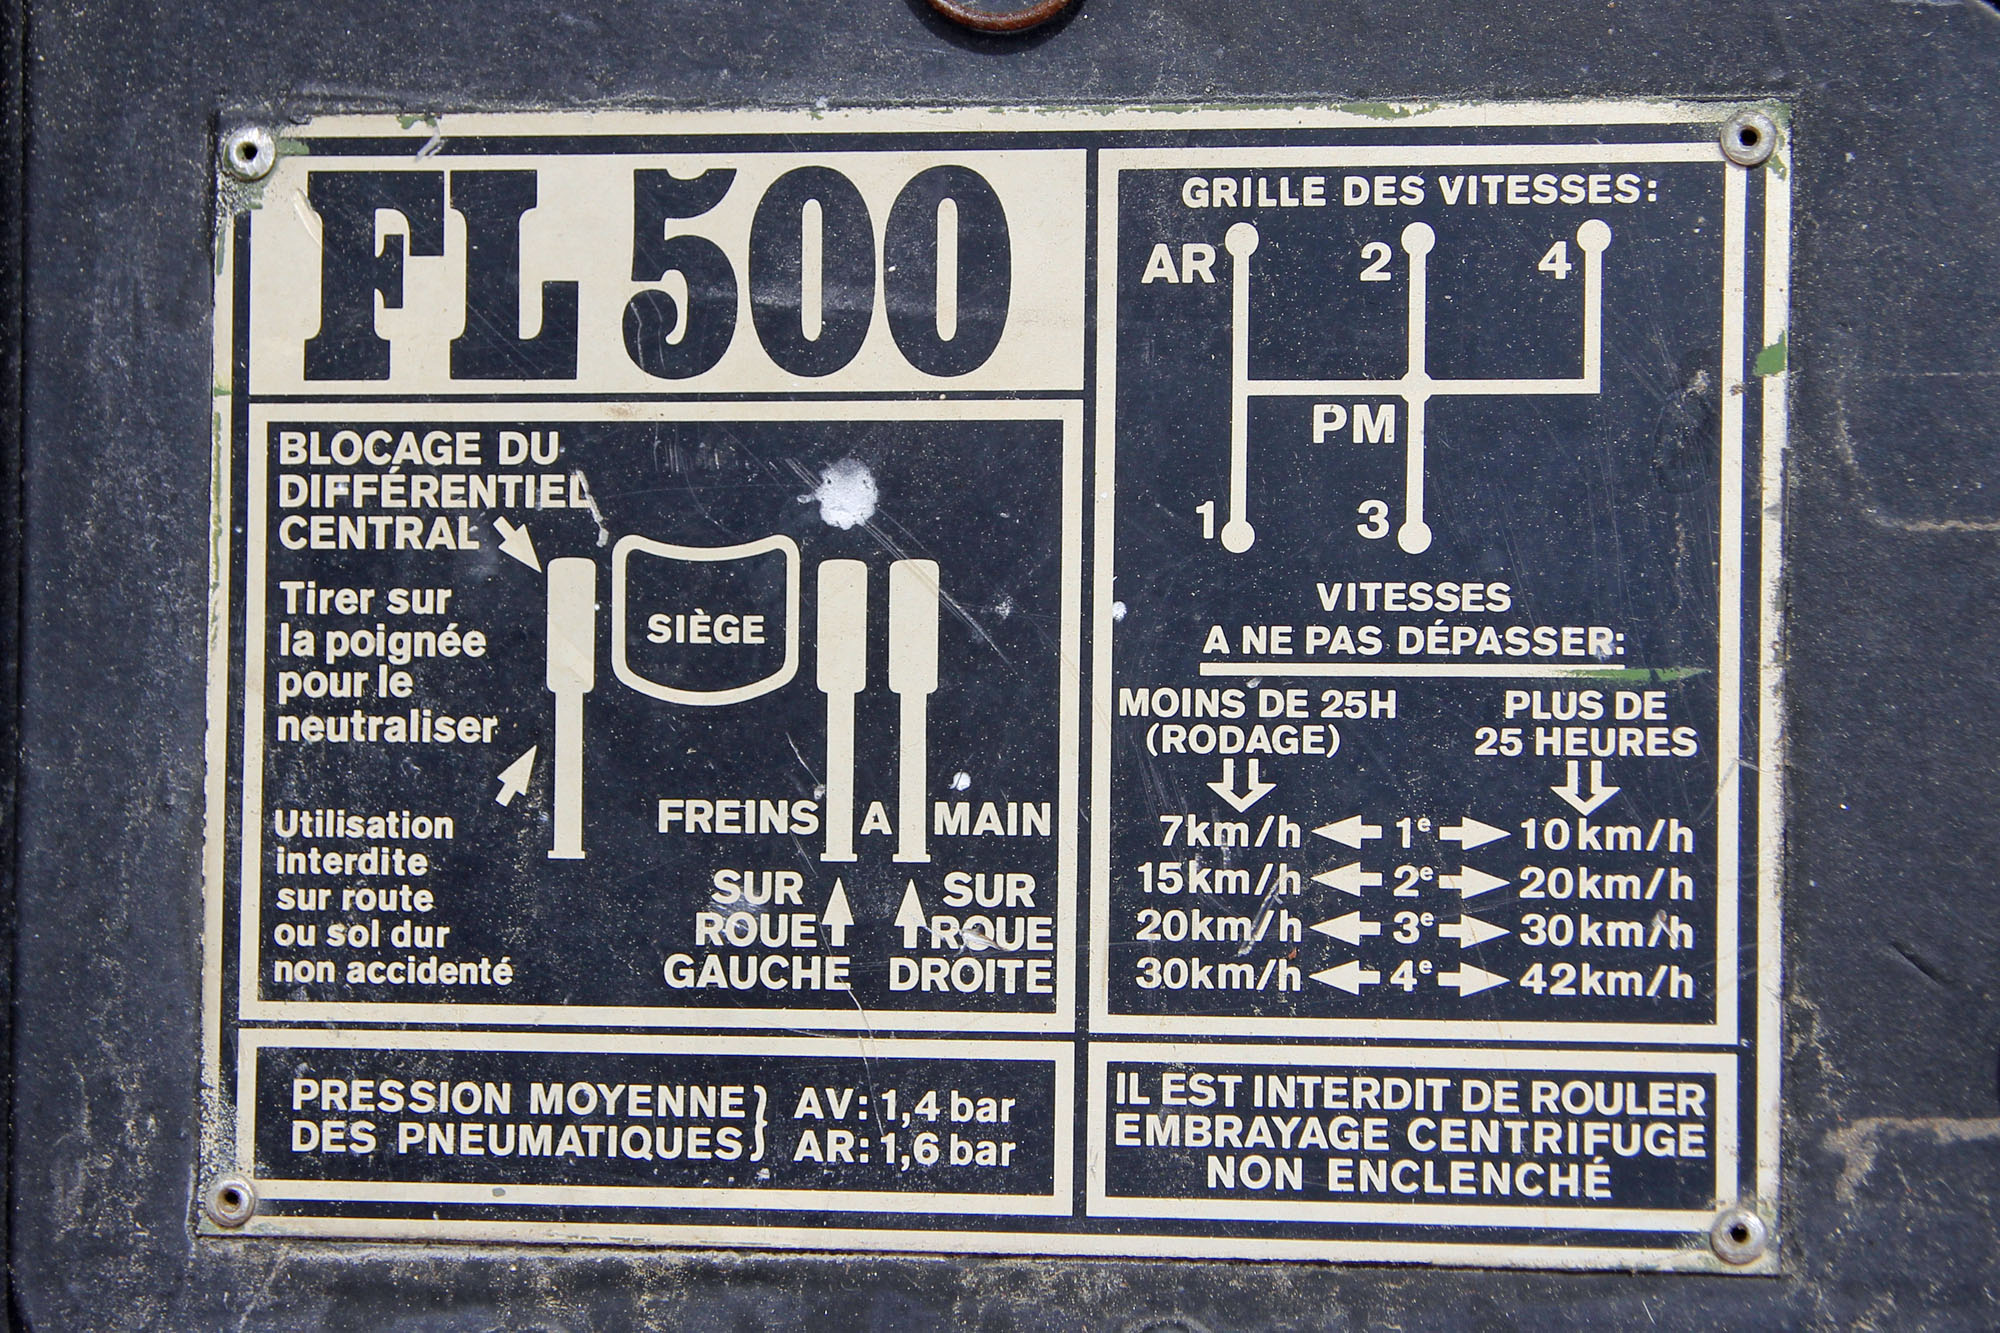 FL 500
BLOCAGE DU
DIFFÉRENTIEL
CENTRAL
Tirer sur
la poignée
pour le
neutraliser
Utilisation
interdite
sur route
ou sol dur
non accidenté
SIÈGE
FREINS A MAIN
SUR
ROUE
GAUCHE
SUR
ROUE
DROITE
PRESSION MOYENNE
DES PNEUMATIQUES
AV: 1,4 bar
AR: 1,6 bar
GRILLE DES VITESSES:
AR 2 4
PM
1 3
VITESSES
A NE PAS DÉPASSER:
MOINS DE 25H
(RODAGE)
PLUS DE
25 HEURES
7km/h 1e 10km/h
15km/h 2e 20km/h
20km/h 3e 30km/h
30km/h 4e 42km/h
IL EST INTERDIT DE ROULER
EMBRAYAGE CENTRIFUGE
NON ENCLENCHÉ